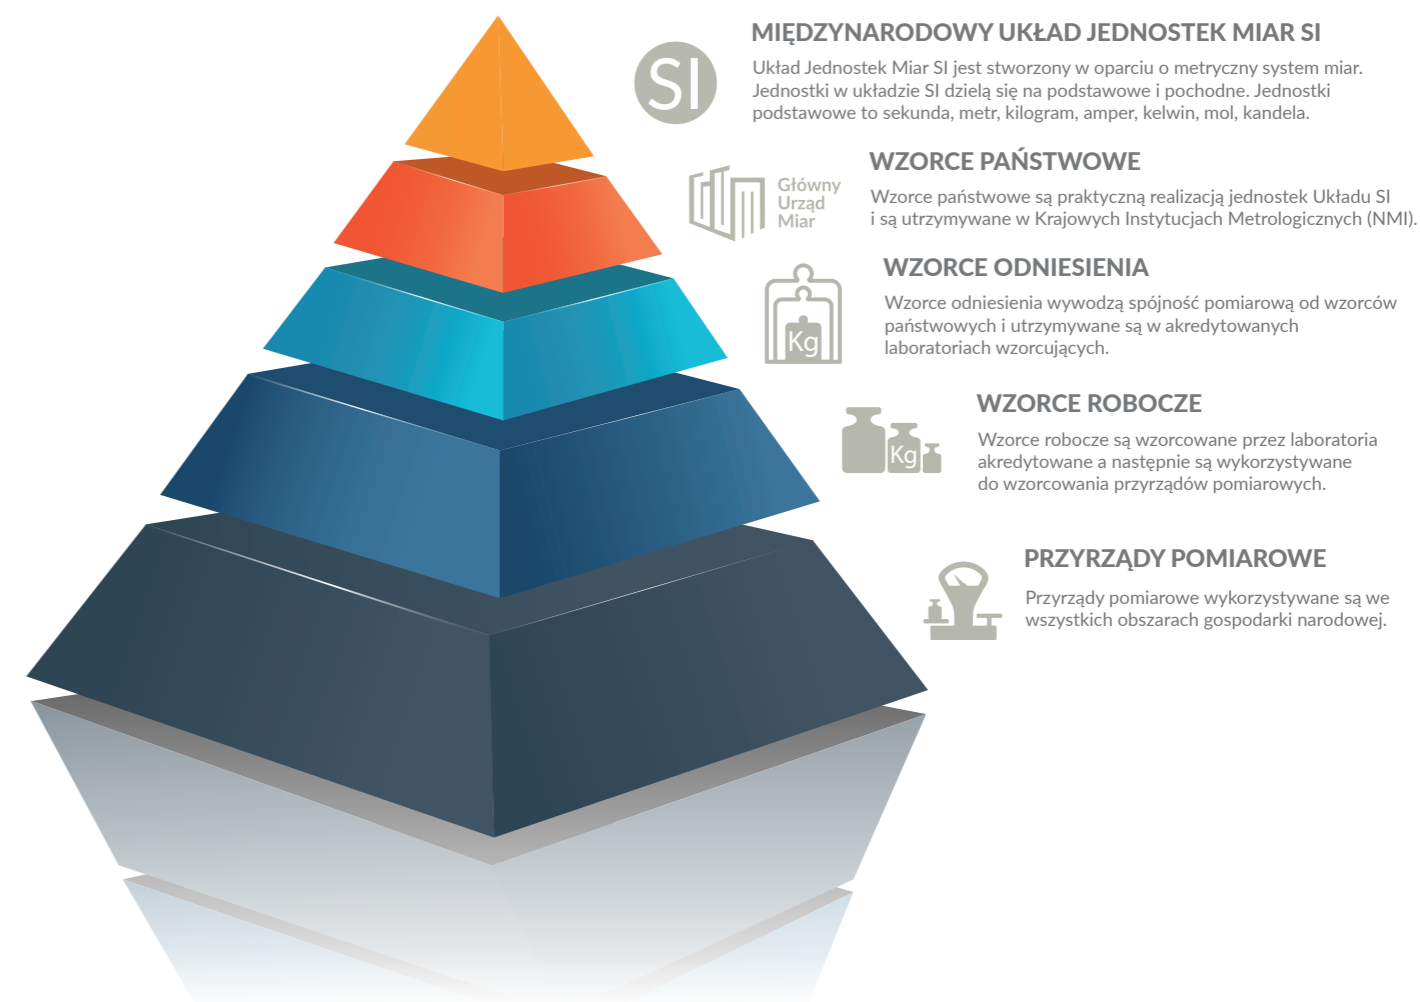 MIĘDZYNARODOWY UKŁAD JEDNOSTEK MIAR SI
SI
Układ Jednostek Miar SI jest stworzony w oparciu o metryczny system miar.
Jednostki w układzie SI dzielą się na podstawowe i pochodne. Jednostki
podstawowe to sekunda, metr, kilogram, amper, kelwin, mol, kandela.
WZORCE PAŃSTWOWE
Główny
Urząd
Miar
Wzorce państwowe są praktyczną realizacją jednostek Układu SI
i są utrzymywane w Krajowych Instytucjach Metrologicznych (NMI).
WZORCE ODNIESIENIA
Kg
Wzorce odniesienia wywodzą spójność pomiarową od wzorców
państwowych i utrzymywane są w akredytowanych
laboratoriach wzorcujących.
WZORCE ROBOCZE
Kg
Wzorce robocze są wzorcowane przez laboratoria
akredytowane a następnie są wykorzystywane
do wzorcowania przyrządów pomiarowych.
PRZYRZĄDY POMIAROWE
Przyrządy pomiarowe wykorzystywane są we
wszystkich obszarach gospodarki narodowej.